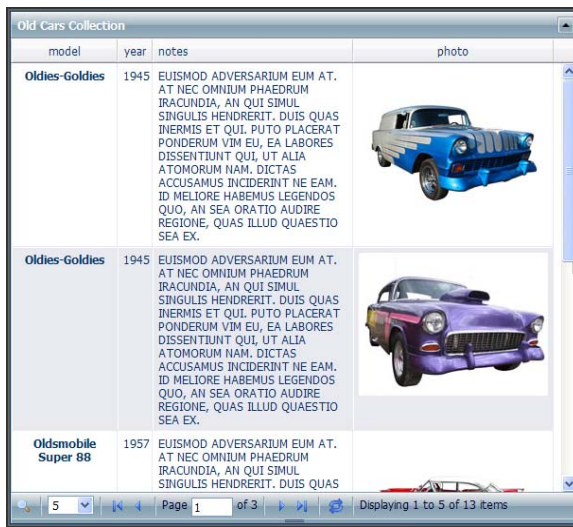 Old Cars Collection
model year notes photo
Oldies-Goldies 1945 EUISMOD ADVERSARIUM EUM AT.
AT NEC OMNIUM PHAEDRUM
IRACUNDIA, AN QUI SIMUL
SINGULIS HENDRERIT. DUIS QUAS
INERMIS ET QUI. PUTO PLACERAT
PONDERUM VIM EU, EA LABORES
DISSENTIUNT QUI, UT ALIA
ATOMORUM NAM. DICTAS
ACCUSAMUS INCIDERINT NE EAM.
ID MELIORE HABEMUS LEGENDOS
QUO, AN SEA ORATIO AUDIRE
REGIONE, QUAS ILLUD QUAESTIO
SEA EX.
Oldies-Goldies 1945 EUISMOD ADVERSARIUM EUM AT.
AT NEC OMNIUM PHAEDRUM
IRACUNDIA, AN QUI SIMUL
SINGULIS HENDRERIT. DUIS QUAS
INERMIS ET QUI. PUTO PLACERAT
PONDERUM VIM EU, EA LABORES
DISSENTIUNT QUI, UT ALIA
ATOMORUM NAM. DICTAS
ACCUSAMUS INCIDERINT NE EAM.
ID MELIORE HABEMUS LEGENDOS
QUO, AN SEA ORATIO AUDIRE
REGIONE, QUAS ILLUD QUAESTIO
SEA EX.
Oldsmobile 1957 EUISMOD ADVERSARIUM EUM AT.
Super 88 AT NEC OMNIUM PHAEDRUM
IRACUNDIA, AN QUI SIMUL
SINGULIS HENDRERIT. DUIS QUAS
5 Page 1 of 3 Displaying 1 to 5 of 13 items